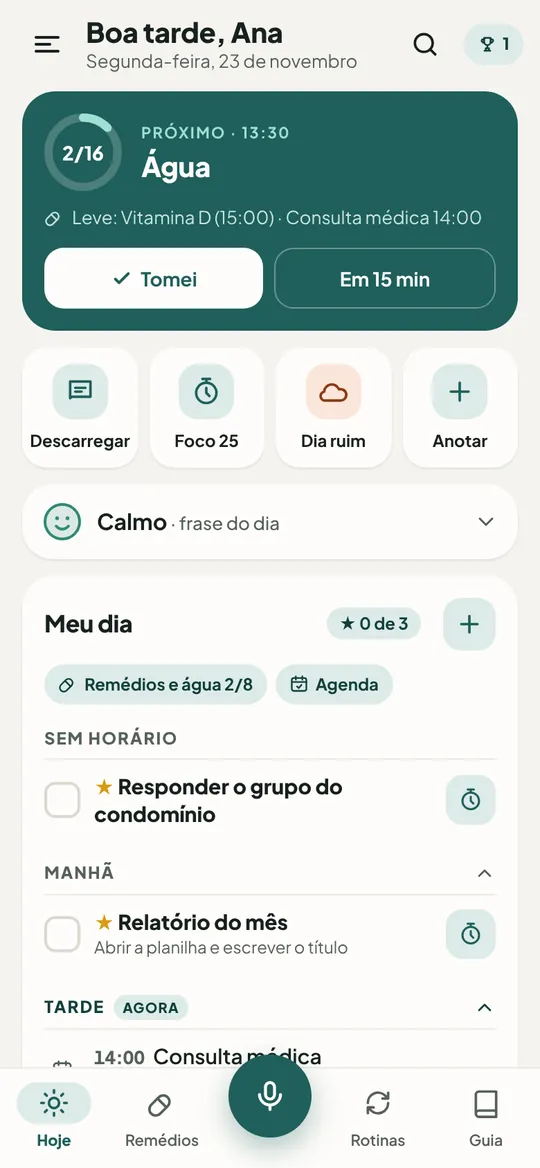 Boa tarde, Ana
Segunda-feira, 23 de novembro
1
2/16
PRÓXIMO · 13:30
Água
Leve: Vitamina D (15:00) · Consulta médica 14:00
Tomei
Em 15 min
Descarregar
Foco 25
Dia ruim
Anotar
Calmo · frase do dia
Meu dia
★ 0 de 3
Remédios e água 2/8
Agenda
SEM HORÁRIO
★ Responder o grupo do
condomínio
MANHÃ
★ Relatório do mês
Abrir a planilha e escrever o título
TARDE AGORA
14:00 Consulta médica
Hoje
Remédios
Rotinas
Guia